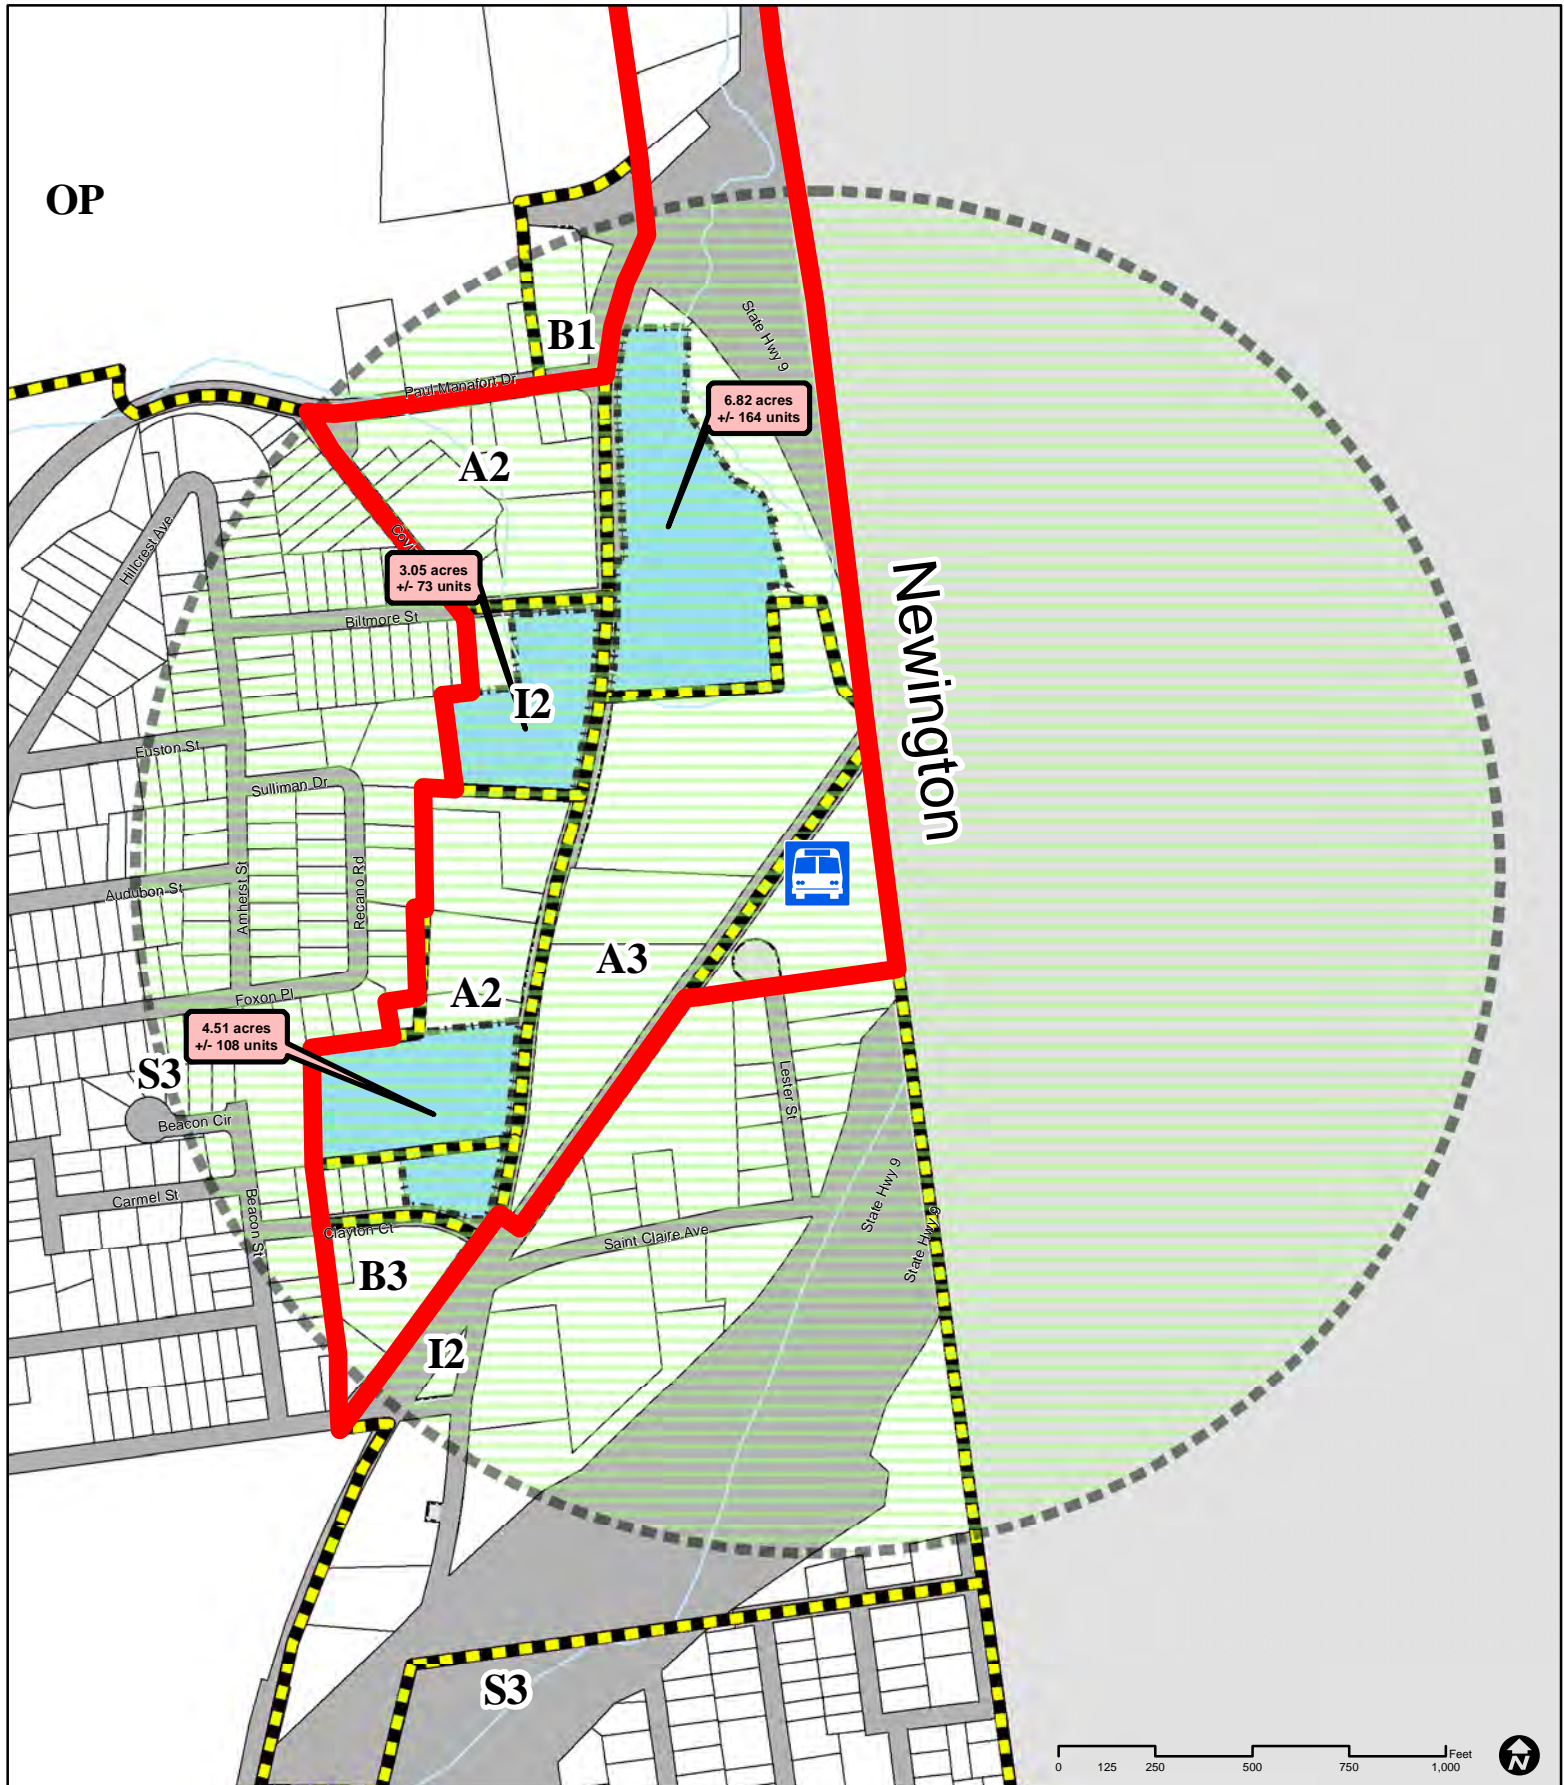 OP
B1
State Hwy 9
Paul Manafort Dr
6.82 acres
+/- 164 units
A2
Hillcrest Ave
3.05 acres
+/- 73 units
Biltmore St
Newington
I2
Euston St
Sulliman Dr
Audubon St
Amherst St
Recano Rd
A3
A2
Foxon Pl
4.51 acres
+/- 108 units
S3
Lester St
Beacon Cir
Carmel St
Beacon St
Clayton Ct
Saint Claire Ave
State Hwy 9
State Hwy 9
B3
I2
S3
Feet
0 125 250 500 750 1,000
N